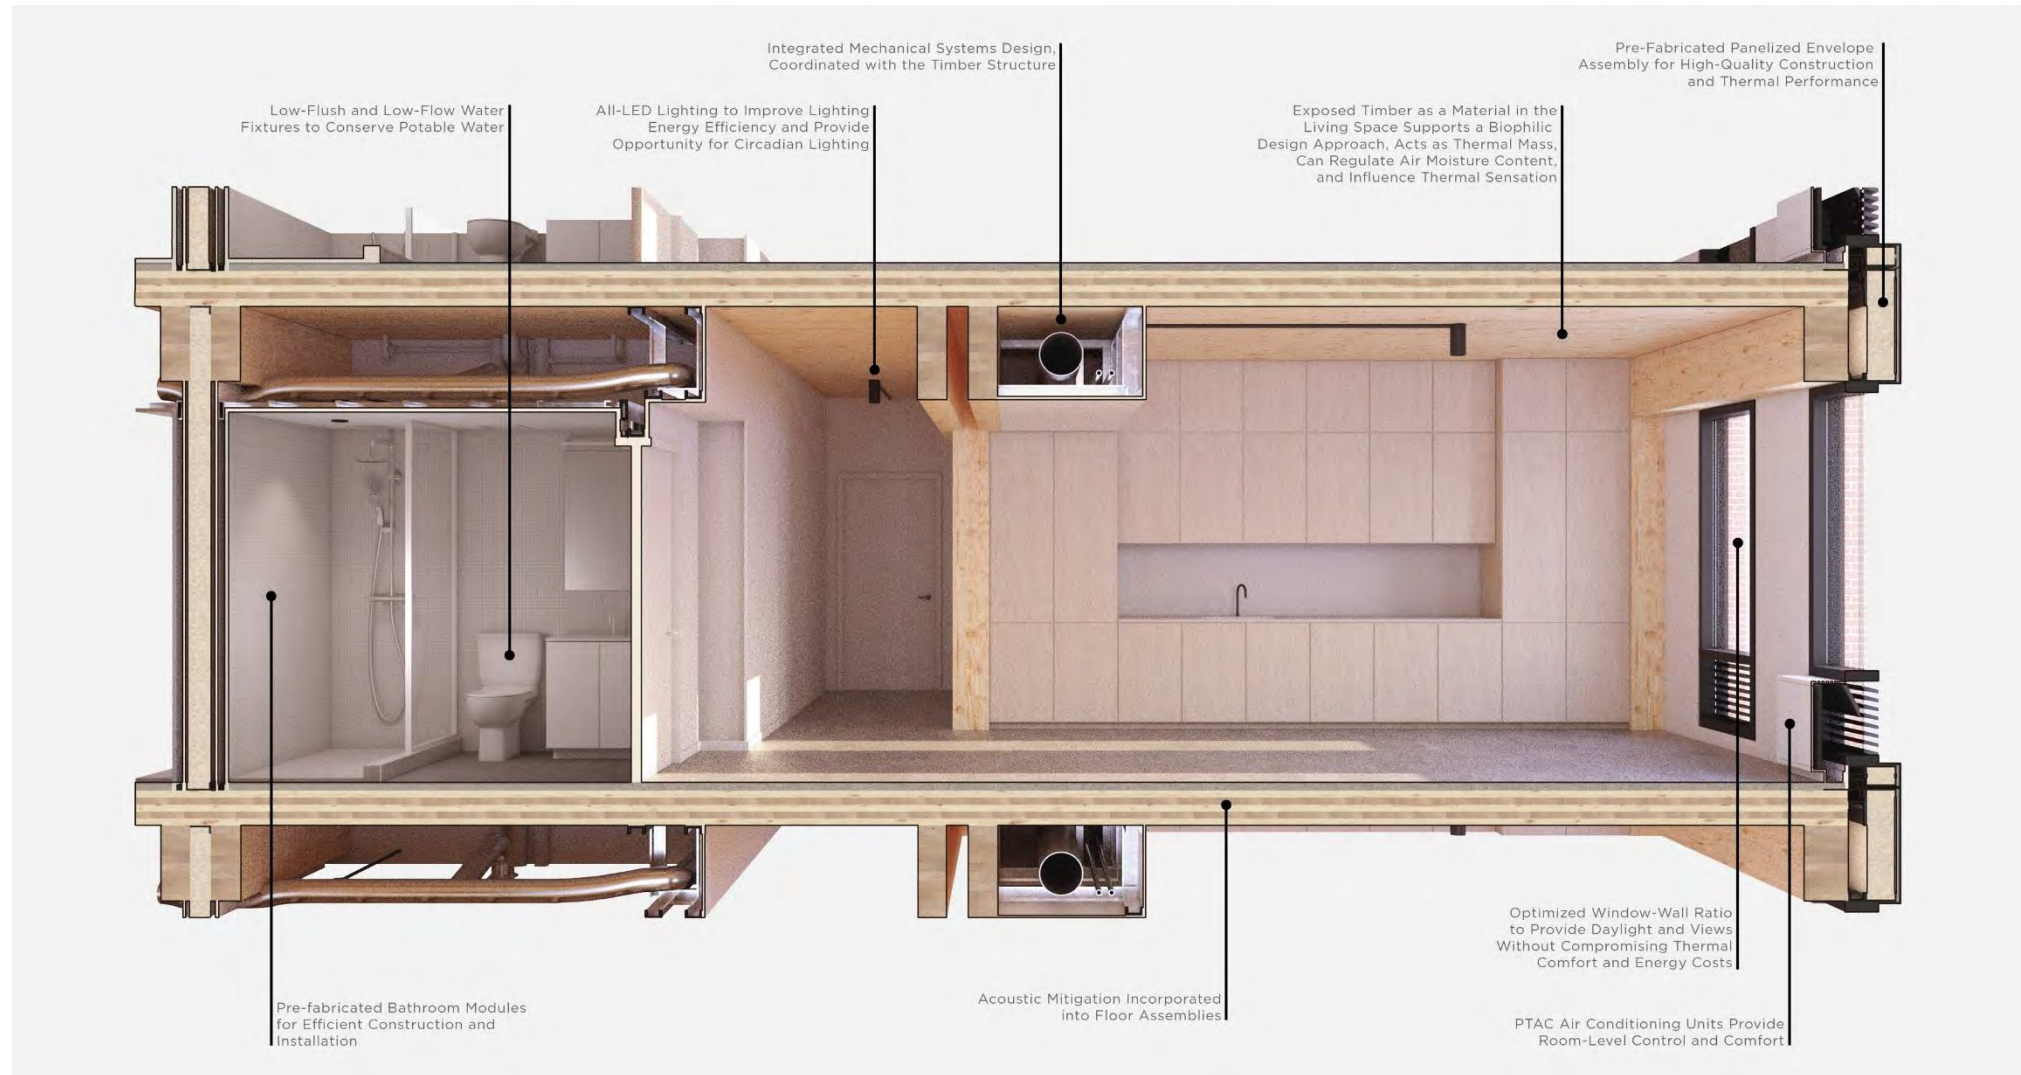 Integrated Mechanical Systems Design,
Coordinated with the Timber Structure
Pre-Fabricated Panelized Envelope
Assembly for High-Quality Construction
and Thermal Performance
Low-Flush and Low-Flow Water
Fixtures to Conserve Potable Water
All-LED Lighting to Improve Lighting
Energy Efficiency and Provide
Opportunity for Circadian Lighting
Exposed Timber as a Material in the
Living Space Supports a Biophilic
Design Approach, Acts as Thermal Mass,
Can Regulate Air Moisture Content,
and Influence Thermal Sensation
Optimized Window-Wall Ratio
to Provide Daylight and Views
Without Compromising Thermal
Comfort and Energy Costs
Pre-fabricated Bathroom Modules
for Efficient Construction and
Installation
Acoustic Mitigation Incorporated
into Floor Assemblies
PTAC Air Conditioning Units Provide
Room-Level Control and Comfort